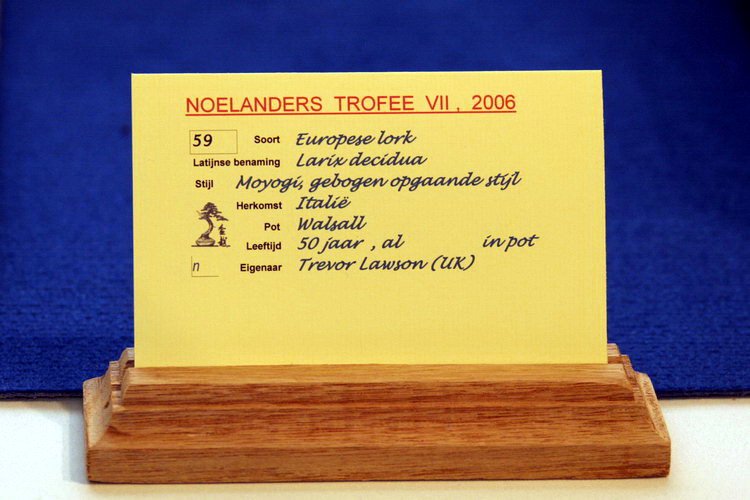 NOELANDERS TROFEE VII , 2006
59 Soort Europese lork
Latijnse benaming Larix decidua
Stijl Moyogi, gebogen opgaande stijl
Herkomst Italië
Pot Walsall
Leeftijd 50 jaar , al in pot
n Eigenaar Trevor Lawson (UK)